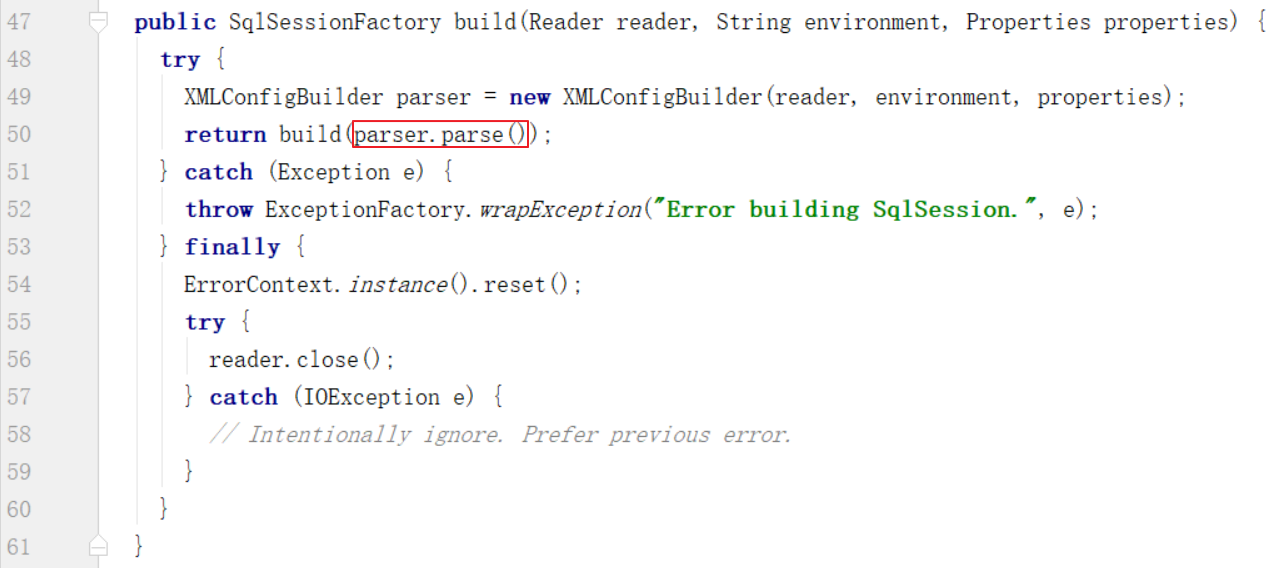 47 public SqlSessionFactory build(Reader reader, String environment, Properties properties) {
48 try {
49 XMLConfigBuilder parser = new XMLConfigBuilder(reader, environment, properties);
50 return build(parser.parse());
51 } catch (Exception e) {
52 throw ExceptionFactory.wrapException("Error building SqlSession.", e);
53 } finally {
54 ErrorContext.instance().reset();
55 try {
56 reader.close();
57 } catch (IOException e) {
58 // Intentionally ignore. Prefer previous error.
59 }
60 }
61 }